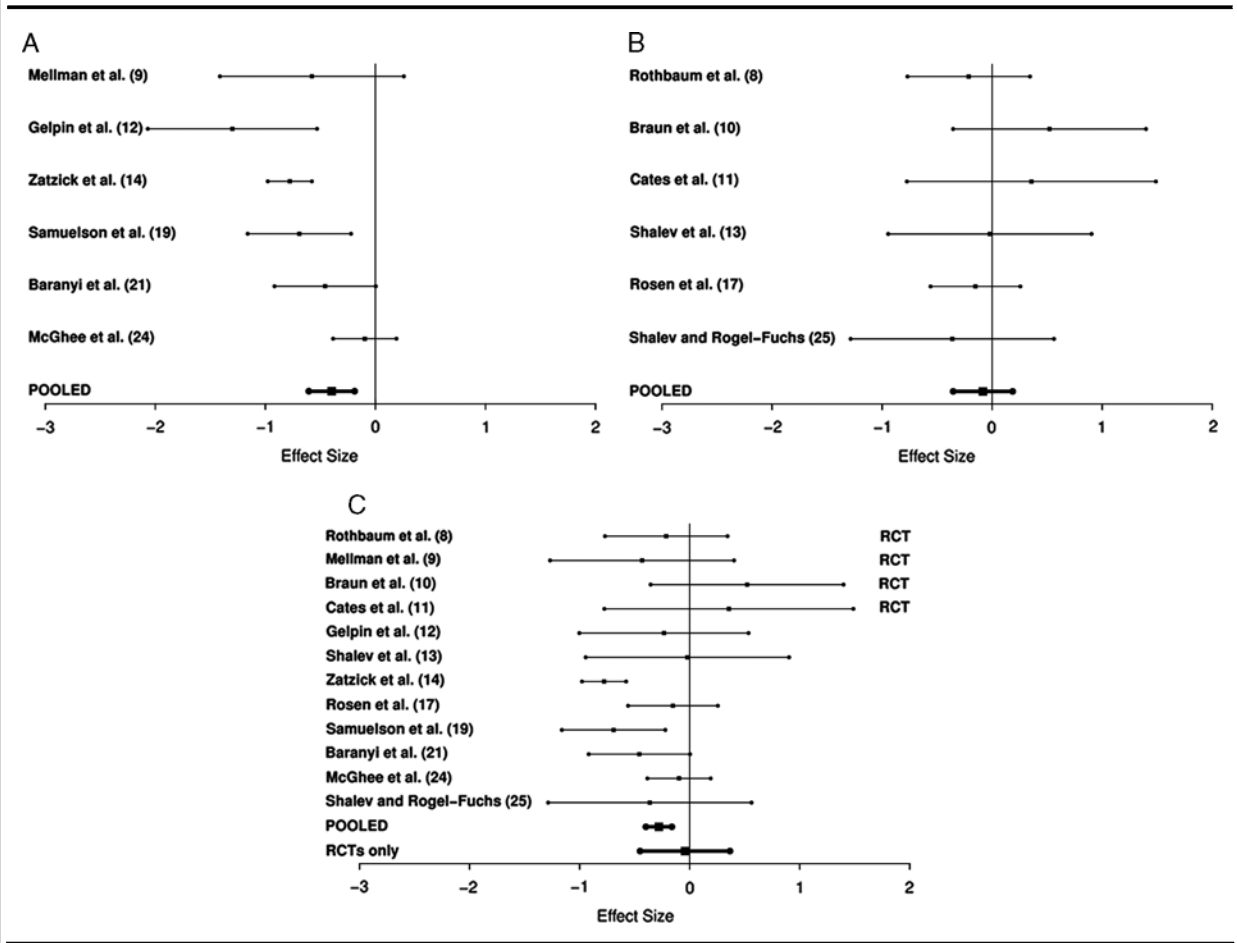 A
Mellman et al. (9)
Gelpin et al. (12)
Zatzick et al. (14)
Samuelson et al. (19)
Baranyi et al. (21)
McGhee et al. (24)
POOLED
−3 −2 −1 0 1 2
Effect Size
B
Rothbaum et al. (8)
Braun et al. (10)
Cates et al. (11)
Shalev et al. (13)
Rosen et al. (17)
Shalev and Rogel−Fuchs (25)
POOLED
−3 −2 −1 0 1 2
Effect Size
C
Rothbaum et al. (8) RCT
Mellman et al. (9) RCT
Braun et al. (10) RCT
Cates et al. (11) RCT
Gelpin et al. (12)
Shalev et al. (13)
Zatzick et al. (14)
Rosen et al. (17)
Samuelson et al. (19)
Baranyi et al. (21)
McGhee et al. (24)
Shalev and Rogel−Fuchs (25)
POOLED
RCTs only
−3 −2 −1 0 1 2
Effect Size